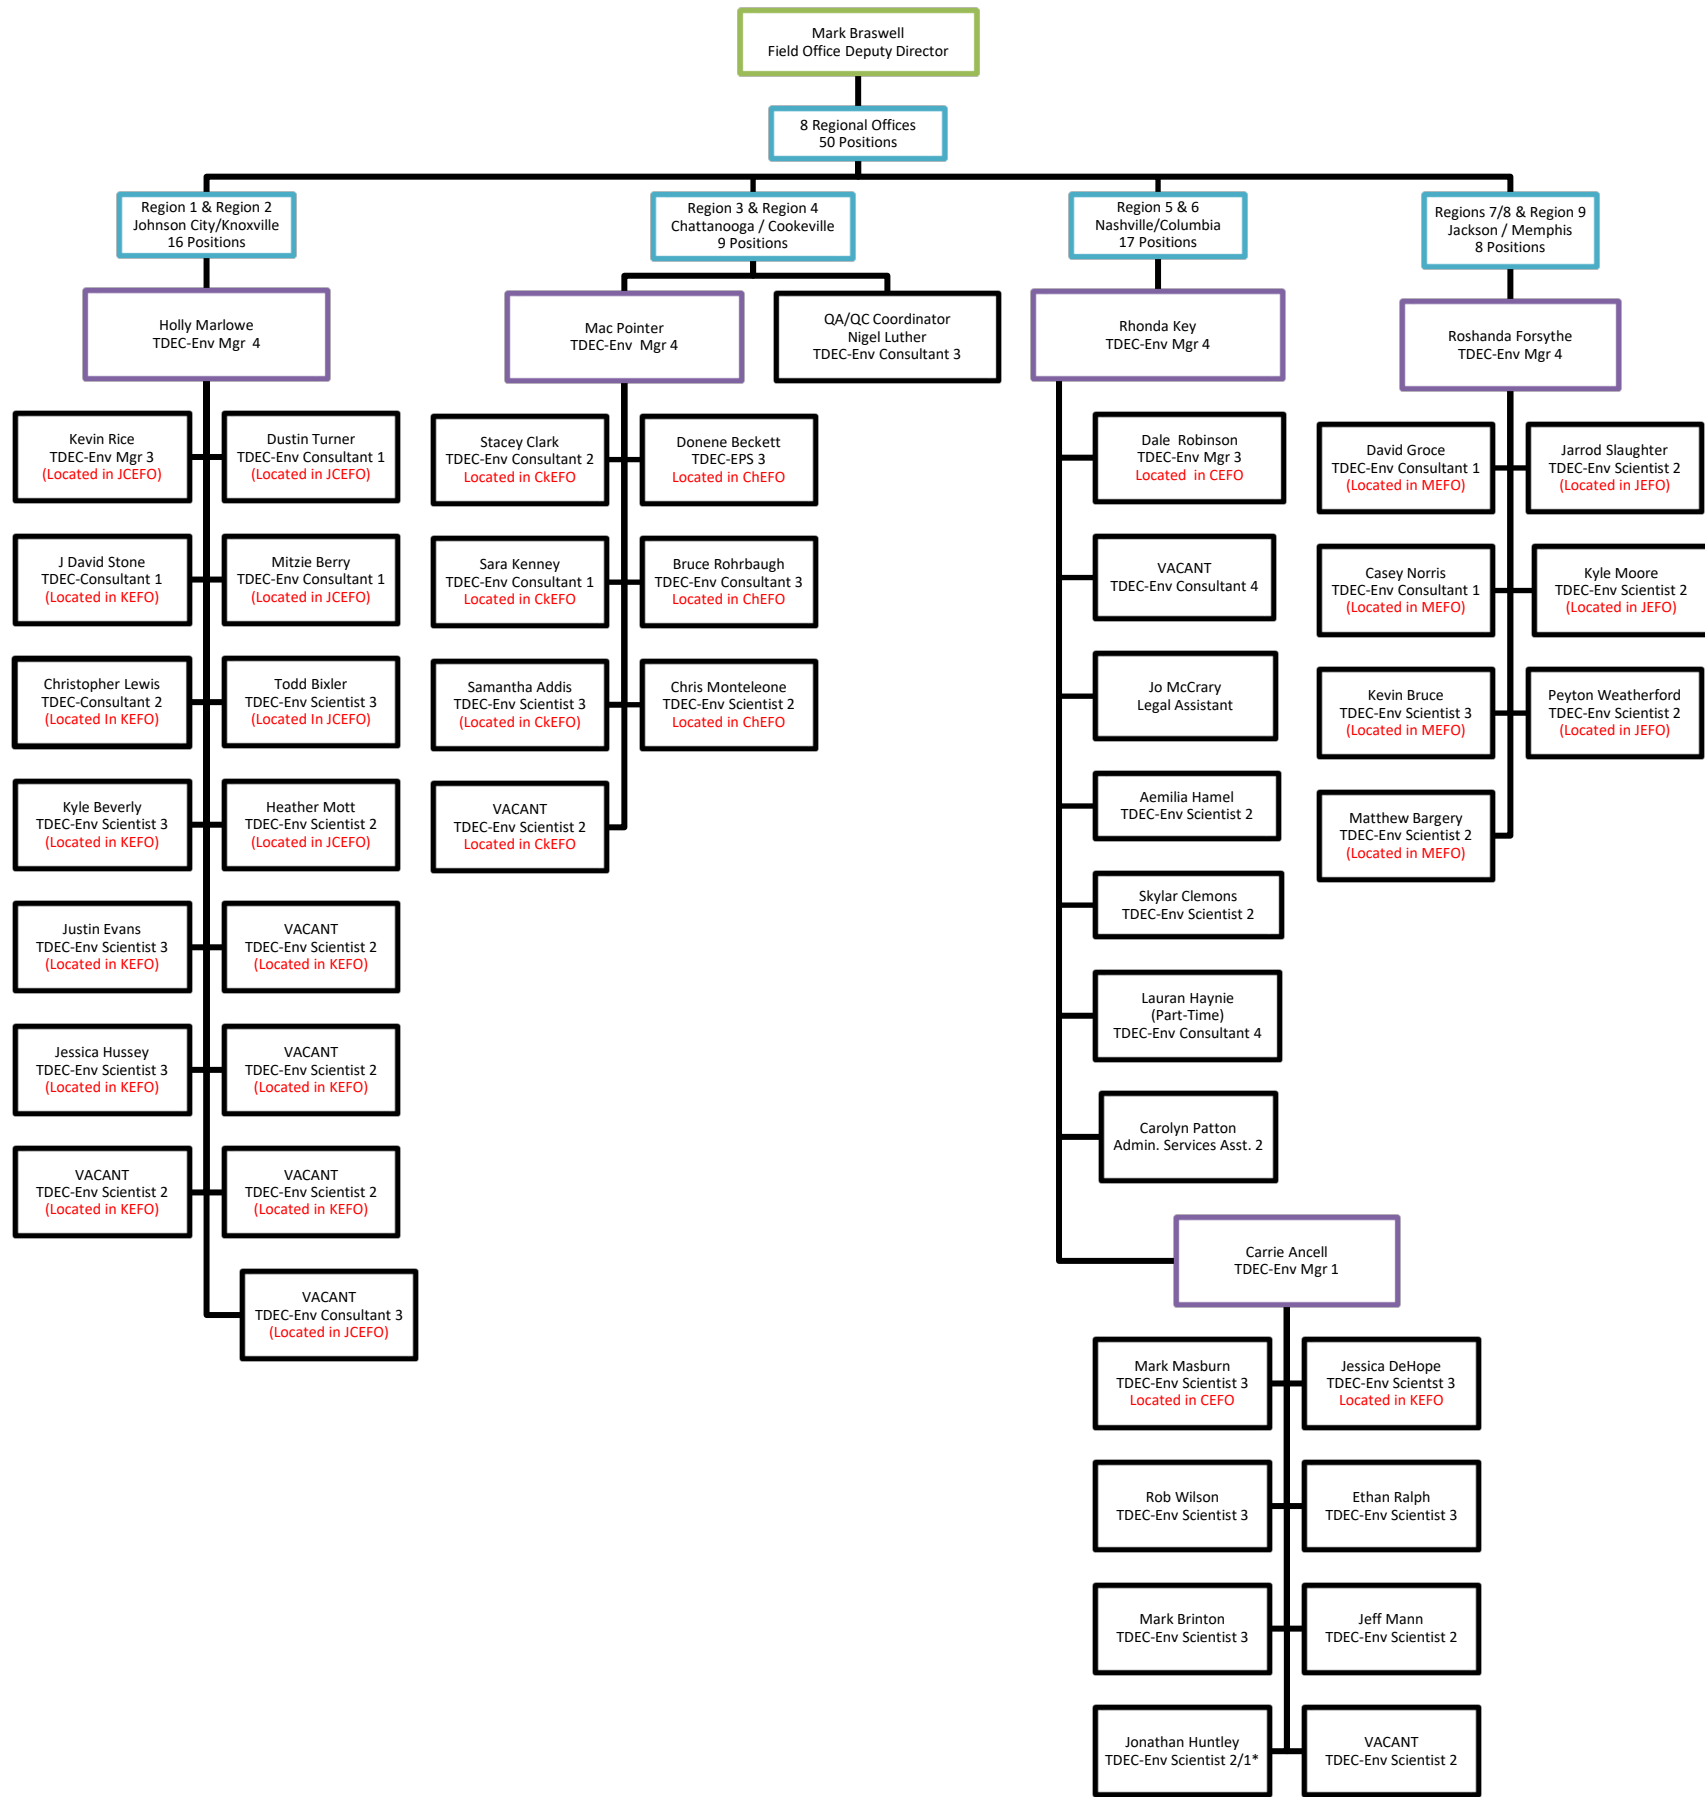 Mark Braswell
Field Office Deputy Director
8 Regional Offices
50 Positions
Region 1 & Region 2
Johnson City/Knoxville
16 Positions
Region 3 & Region 4
Chattanooga / Cookeville
9 Positions
Region 5 & 6
Nashville/Columbia
17 Positions
Regions 7/8 & Region 9
Jackson / Memphis
8 Positions
Holly Marlowe
TDEC-Env Mgr 4
Kevin Rice
TDEC-Env Mgr 3
(Located in JCEFO)
Dustin Turner
TDEC-Env Consultant 1
(Located in JCEFO)
J David Stone
TDEC-Consultant 1
(Located in KEFO)
Mitzie Berry
TDEC-Env Consultant 1
(Located in JCEFO)
Christopher Lewis
TDEC-Consultant 2
(Located In KEFO)
Todd Bixler
TDEC-Env Scientist 3
(Located In JCEFO)
Kyle Beverly
TDEC-Env Scientist 3
(Located in KEFO)
Heather Mott
TDEC-Env Scientist 2
(Located in JCEFO)
Justin Evans
TDEC-Env Scientist 3
(Located in KEFO)
VACANT
TDEC-Env Scientist 2
(Located in KEFO)
Jessica Hussey
TDEC-Env Scientist 3
(Located in KEFO)
VACANT
TDEC-Env Scientist 2
(Located in KEFO)
VACANT
TDEC-Env Scientist 2
(Located in KEFO)
VACANT
TDEC-Env Scientist 2
(Located in KEFO)
VACANT
TDEC-Env Consultant 3
(Located in JCEFO)
Mac Pointer
TDEC-Env Mgr 4
QA/QC Coordinator
Nigel Luther
TDEC-Env Consultant 3
Stacey Clark
TDEC-Env Consultant 2
Located in CkEFO
Donene Beckett
TDEC-EPS 3
Located in ChEFO
Sara Kenney
TDEC-Env Consultant 1
Located in CkEFO
Bruce Rohrbaugh
TDEC-Env Consultant 3
Located in ChEFO
Samantha Addis
TDEC-Env Scientist 3
(Located in CkEFO)
Chris Monteleone
TDEC-Env Scientist 2
Located in ChEFO
VACANT
TDEC-Env Scientist 2
Located in CkEFO
Rhonda Key
TDEC-Env Mgr 4
Dale Robinson
TDEC-Env Mgr 3
Located in CEFO
VACANT
TDEC-Env Consultant 4
Jo McCrary
Legal Assistant
Aemilia Hamel
TDEC-Env Scientist 2
Skylar Clemons
TDEC-Env Scientist 2
Lauran Haynie
(Part-Time)
TDEC-Env Consultant 4
Carolyn Patton
Admin. Services Asst. 2
Carrie Ancell
TDEC-Env Mgr 1
Mark Masburn
TDEC-Env Scientist 3
Located in CEFO
Jessica DeHope
TDEC-Env Scientst 3
Located in KEFO
Rob Wilson
TDEC-Env Scientist 3
Ethan Ralph
TDEC-Env Scientist 3
Mark Brinton
TDEC-Env Scientist 3
Jeff Mann
TDEC-Env Scientist 2
Jonathan Huntley
TDEC-Env Scientist 2/1*
VACANT
TDEC-Env Scientist 2
Roshanda Forsythe
TDEC-Env Mgr 4
David Groce
TDEC-Env Consultant 1
(Located in MEFO)
Jarrod Slaughter
TDEC-Env Scientist 2
(Located in JEFO)
Casey Norris
TDEC-Env Consultant 1
(Located in MEFO)
Kyle Moore
TDEC-Env Scientist 2
(Located in JEFO)
Kevin Bruce
TDEC-Env Scientist 3
(Located in MEFO)
Peyton Weatherford
TDEC-Env Scientist 2
(Located in JEFO)
Matthew Bargery
TDEC-Env Scientist 2
(Located in MEFO)